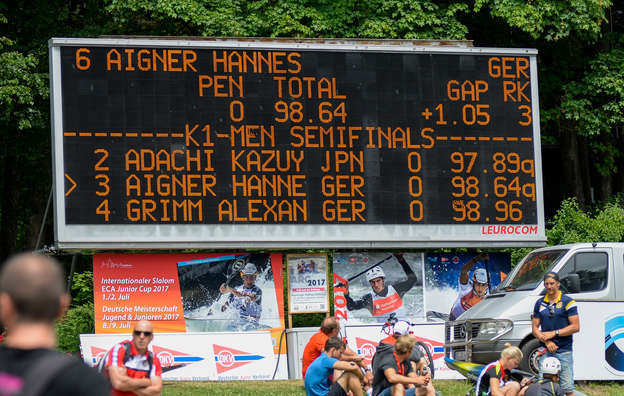 6 AIGNER HANNES GER
PEN TOTAL GAP RK
0 98.64 +1.05 3
------------K1-MEN SEMIFINALS-------
2 ADACHI KAZUY JPN 0 97.89q
> 3 AIGNER HANNE GER 0 98.64q
4 GRIMM ALEXAN GER 0 98.96
LEUROCOM
Internationaler Slalom
ECA Junior Cup 2017
1./2. Juli
Deutsche Meisterschaft
Jugend & Junioren
8./9. Juli
2017
DKV
DKV